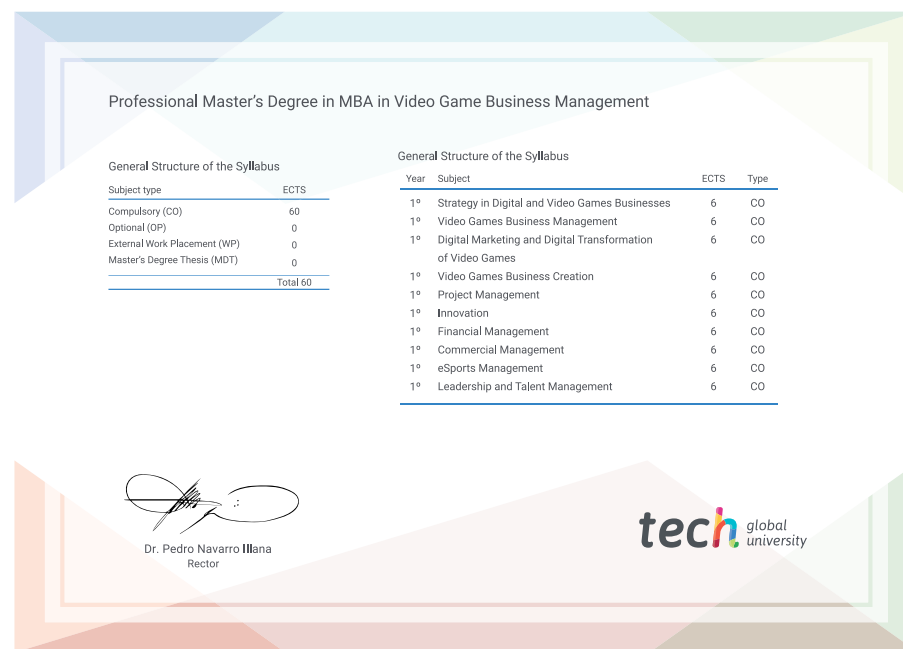 Professional Master's Degree in MBA in Video Game Business Management
General Structure of the Syllabus
Subject type ECTS
Compulsory (CO) 60
Optional (OP) 0
External Work Placement (WP) 0
Master's Degree Thesis (MDT) 0
Total 60
General Structure of the Syllabus
Year Subject ECTS Type
1º Strategy in Digital and Video Games Businesses 6 CO
1º Video Games Business Management 6 CO
1º Digital Marketing and Digital Transformation 6 CO
of Video Games
1º Video Games Business Creation 6 CO
1º Project Management 6 CO
1º Innovation 6 CO
1º Financial Management 6 CO
1º Commercial Management 6 CO
1º eSports Management 6 CO
1º Leadership and Talent Management 6 CO
Dr. Pedro Navarro Illana
Rector
tech global
university